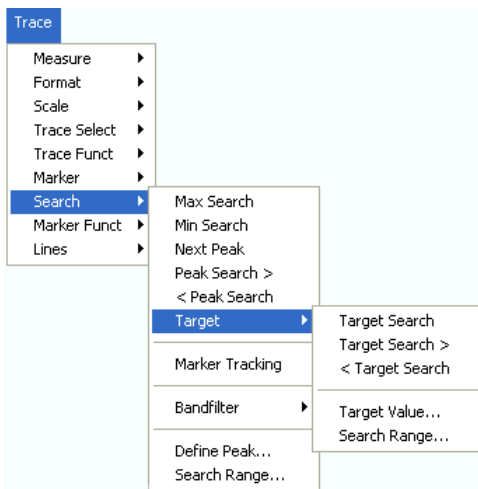 Trace
Measure
Format
Scale
Trace Select
Trace Funct
Marker
Search
Marker Funct
Lines
Max Search
Min Search
Next Peak
Peak Search >
< Peak Search
Target
Marker Tracking
Bandfilter
Define Peak...
Search Range...
Target Search
Target Search >
< Target Search
Target Value...
Search Range...